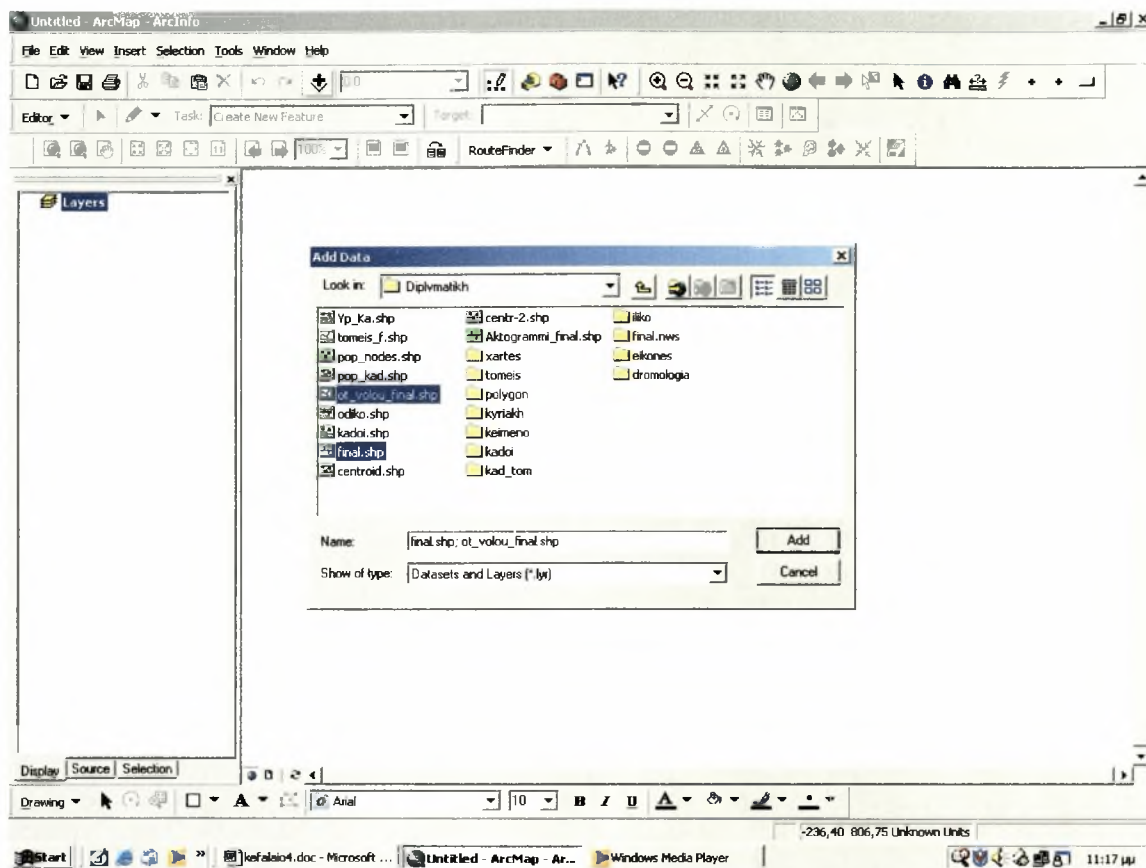 Untitled - ArcMap - ArcInfo
File Edit View Insert Selection Tools Window Help
0.0
Editor Task: Create New Feature Target:
100% RouteFinder
Layers
Add Data
Look in: Diplvmatikh
Yp_Ka.shp
tomeis_f.shp
pop_nodes.shp
pop_kad.shp
ot_volou_final.shp
odiko.shp
kadoi.shp
final.shp
centroid.shp
centr-2.shp
Aktogrammi_final.shp
xartes
tomeis
polygon
kyriakh
keimeno
kadoi
kad_tom
iliko
final.nws
eikones
dromologia
Name: final.shp; ot_volou_final.shp
Add
Show of type: Datasets and Layers (*.lyr)
Cancel
Display Source Selection
Drawing A Arial 10 B I U A
-236,40 806,75 Unknown Units
Start » kefalaio4.doc - Microsoft ... Untitled - ArcMap - Ar... Windows Media Player 11:17 μμ